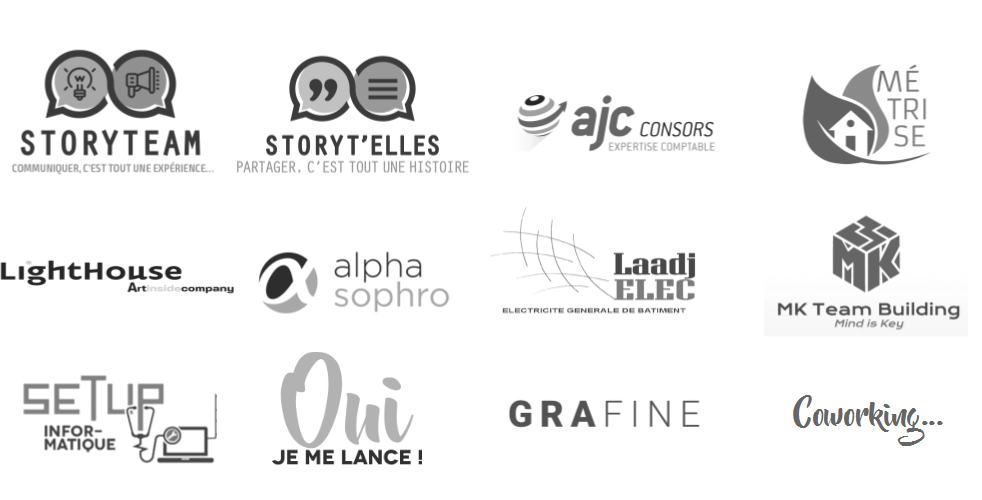 W
STORYTEAM
COMMUNIQUER, C'EST TOUT UNE EXPÉRIENCE...
STORYT'ELLES
PARTAGER, C'EST TOUT UNE HISTOIRE
ajc CONSORS
EXPERTISE COMPTABLE
MÉ
TRI
SE
LightHouse
Artinsidecompany
alpha
sophro
Laadj
ELEC
ELECTRICITE GENERALE DE BATIMENT
MK
MK Team Building
Mind is Key
SETUP
INFOR-
MATIQUE
Oui
JE ME LANCE !
GRAFINE
Coworking...